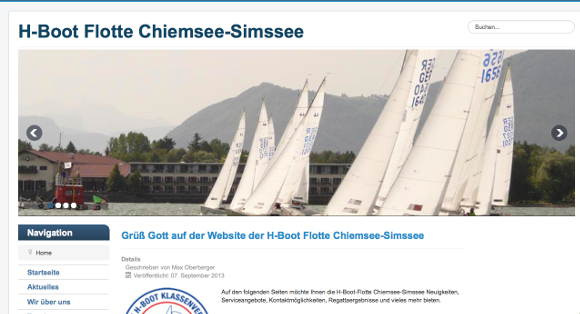 H-Boot Flotte Chiemsee-Simssee
Suchen...
Navigation
Home
Startseite
Aktuelles
Wir über uns
Grüß Gott auf der Website der H-Boot Flotte Chiemsee-Simssee
Details
Geschrieben von Max Oberberger
Veröffentlicht: 07. September 2013
H-BOOT KLASSENVE
Auf den folgenden Seiten möchte Ihnen die H-Boot-Flotte Chiemsee-Simssee Neuigkeiten,
Serviceangebote, Kontaktmöglichkeiten, Regattaergebnisse und vieles mehr bieten.